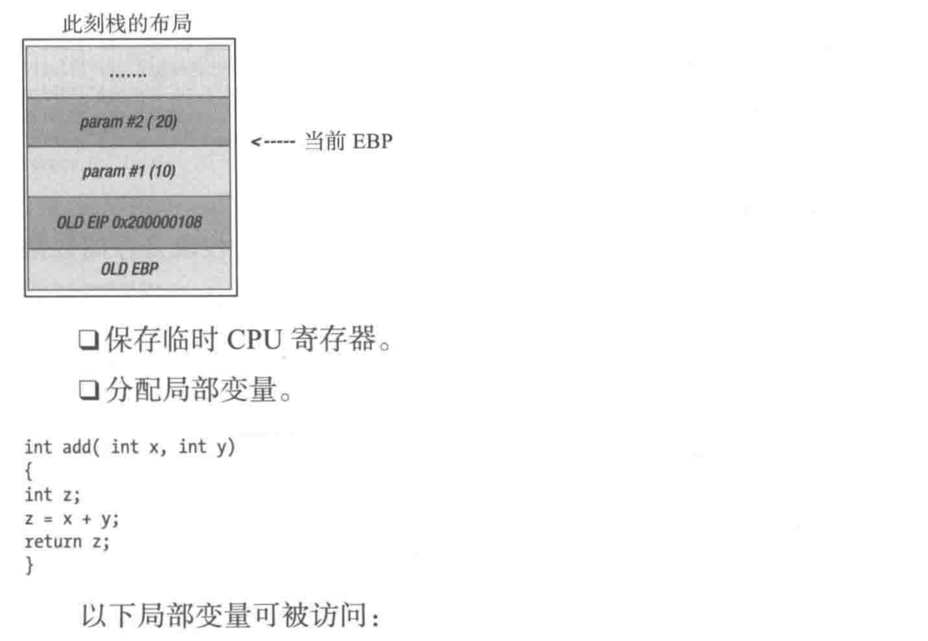 此刻栈的布局
.......
param #2 ( 20)
<----- 当前 EBP
param #1 (10)
OLD EIP 0x200000108
OLD EBP
❑保存临时 CPU 寄存器。
❑分配局部变量。
int add( int x, int y)
{
int z;
z = x + y;
return z;
}
以下局部变量可被访问: